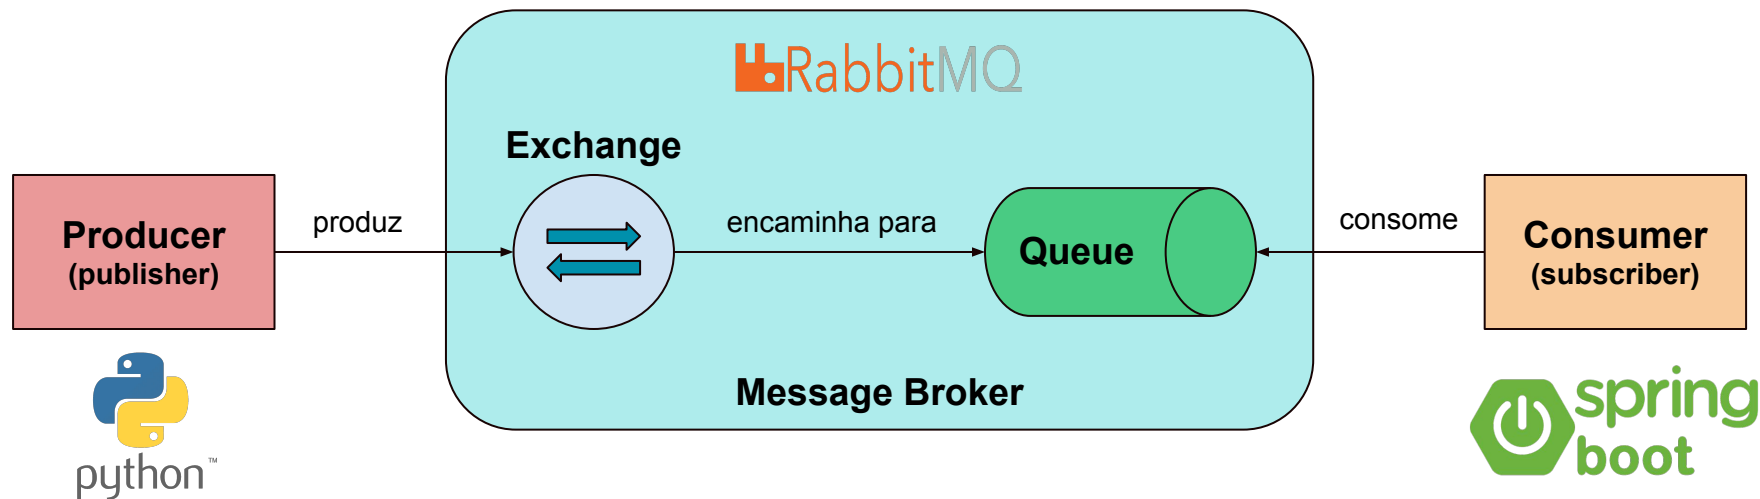 RabbitMQ
Exchange
Producer
(publisher)
produz
encaminha para
Queue
consome
Consumer
(subscriber)
Message Broker
python™
spring
boot